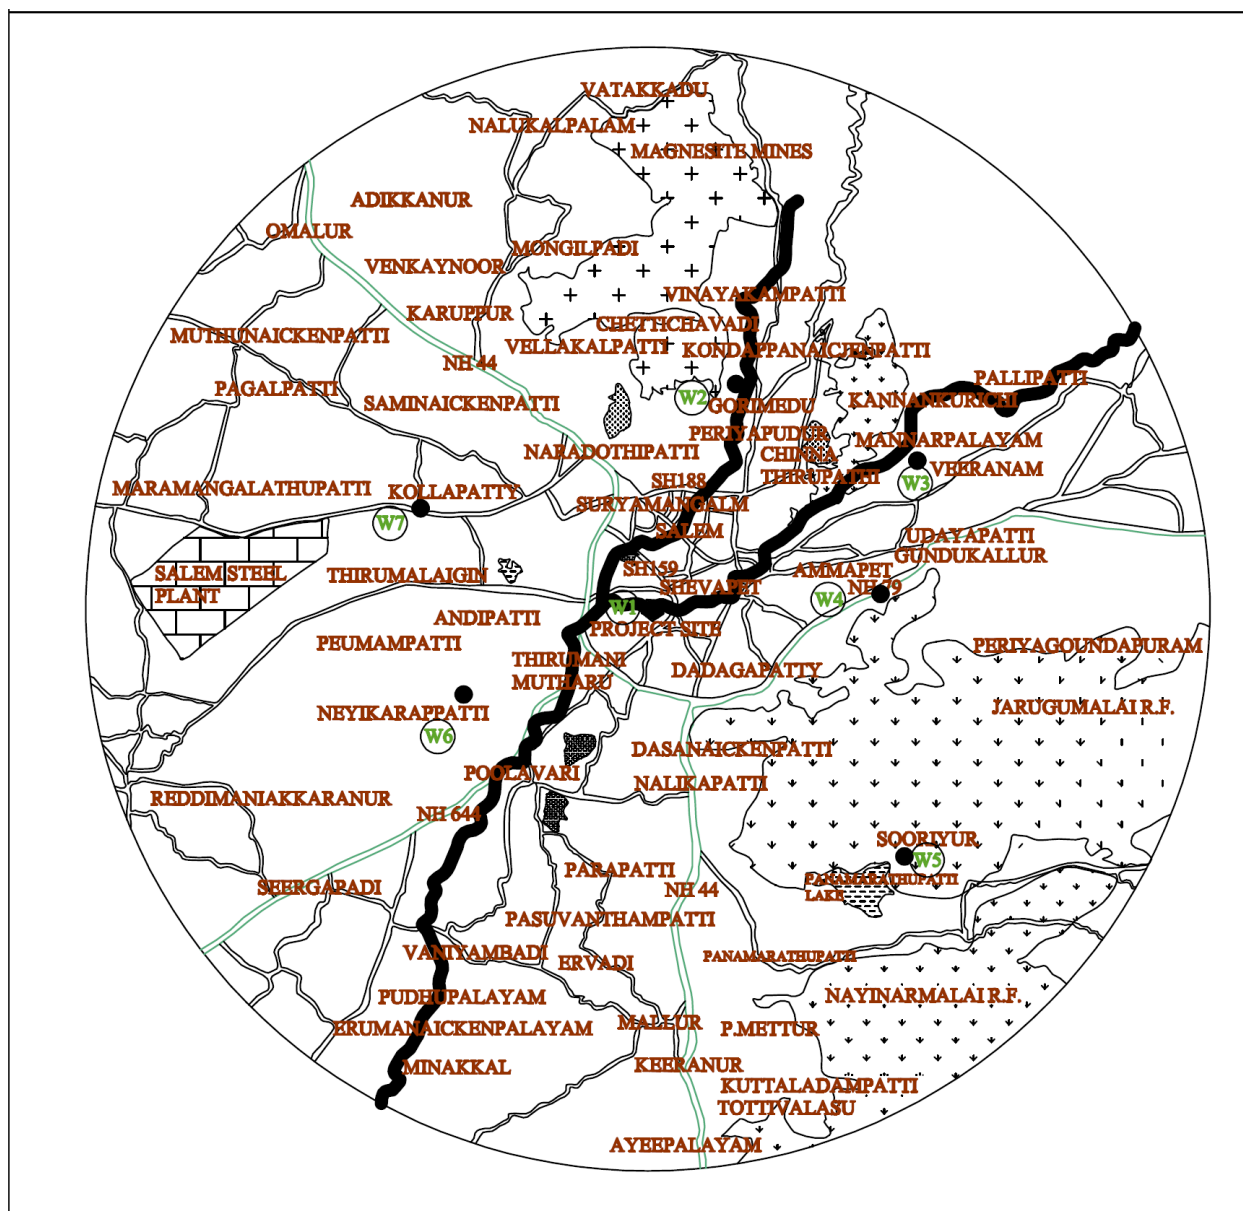 VATAKKADU
NALUKALPALAM
MAGNESITE MINES
ADIKKANUR
OMALUR
MONGILPADI
VENKAYNOOR
VINAYAKAMPATTI
KARUPPUR
CHETTICHAVADI
MUTHUNAICKENPATTI
VELLAKALPATTI
KONDAPPANAICKENPATTI
NH 44
PALLIPATTI
PAGALPATTI
W2
KANNANKURICHI
SAMINAICKENPATTI
GORIMEDU
PERIYAPUDUR
MANNARPALAYAM
NARADOTHIPATTI
CHINNA
THIRUPATHI
VEERANAM
SH188
W3
MARAMANGALATHUPATTI
KOLLAPATTY
SURYAMANGALM
W7
SALEM
UDAYAPATTI
GUNDUKALLUR
SALEM STEEL
PLANT
THIRUMALAIGIN
SH159
AMMAPET
SHEVAPET
NH 79
W4
W1
ANDIPATTI
PROJECT SITE
PEUMAMPATTI
PERIYAGOUNDAPURAM
THIRUMANI
MUTHARU
DADAGAPATTY
NEYIKARAPPATTI
JARUGUMALAI R.F.
W6
DASANAICKENPATTI
POOLAVARI
NALIKAPATTI
REDDIMANIAKKARANUR
NH 644
SOORIYUR
W5
PARAPATTI
PANAMARATHUPATTI
LAKE
SEERGAPADI
NH 44
PASUVANTHAMPATTI
VANIYAMBADI
ERVADI
PANAMARATHUPATTI
PUDHUPALAYAM
NAYINARMALAI R.F.
ERUMANAICKENPALAYAM
MALLUR
P.METTUR
MINAKKAL
KEERANUR
KUTTALADAMPATTI
TOTTIVALASU
AYEEPALAYAM